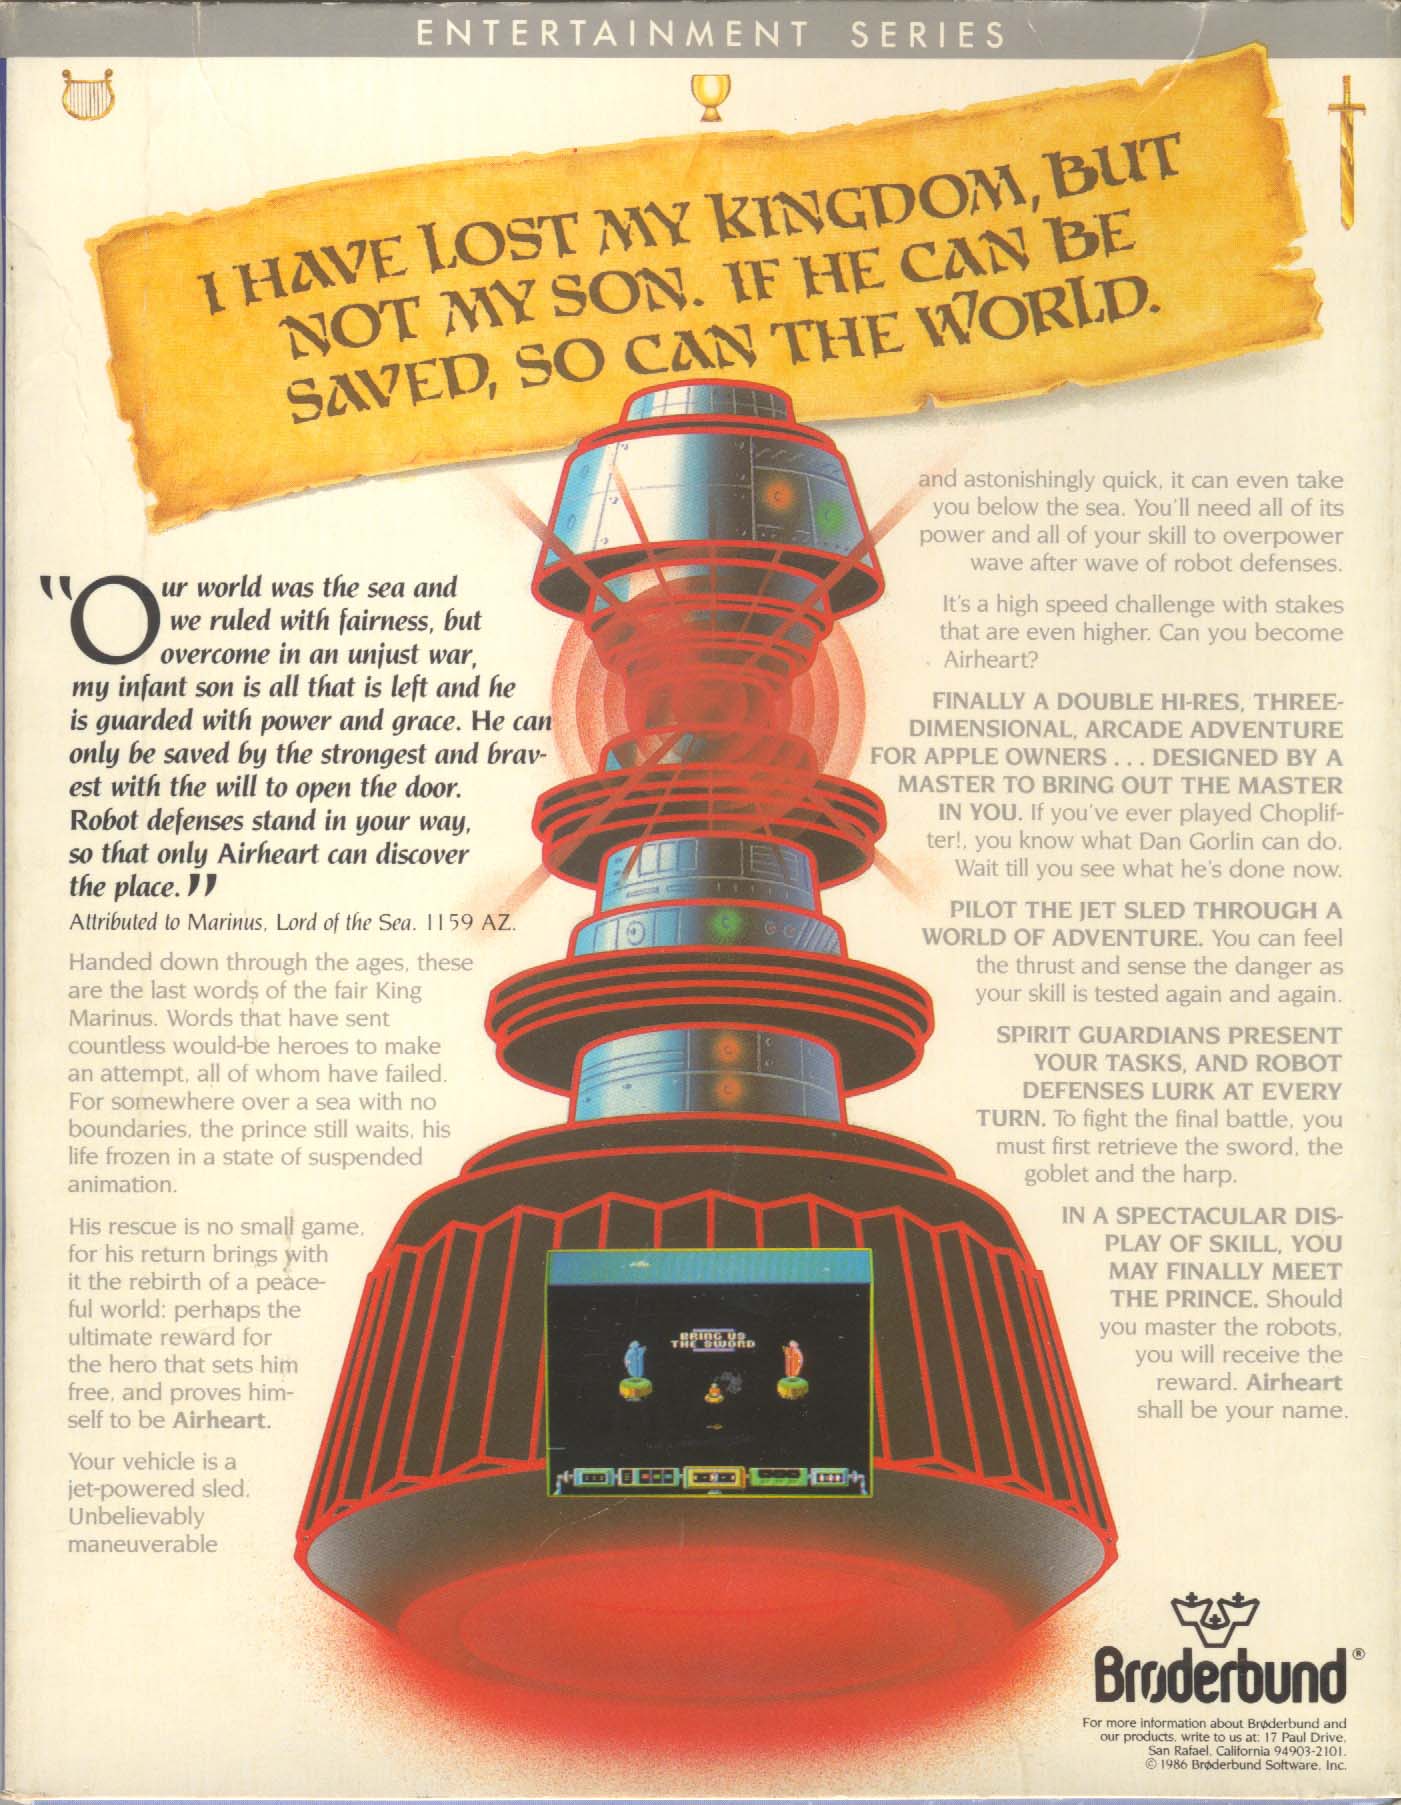 ENTERTAINMENT SERIES
I HAVE LOST MY KINGDOM, BUT
NOT MY SON. IF HE CAN BE
SAVED, SO CAN THE WORLD.
"Our world was the sea and
we ruled with fairness, but
overcome in an unjust war,
my infant son is all that is left and he
is guarded with power and grace. He can
only be saved by the strongest and brav-
est with the will to open the door.
Robot defenses stand in your way,
so that only Airheart can discover
the place."
Attributed to Marinus, Lord of the Sea. 1159 AZ.
Handed down through the ages, these
are the last words of the fair King
Marinus. Words that have sent
countless would-be heroes to make
an attempt, all of whom have failed.
For somewhere over a sea with no
boundaries, the prince still waits, his
life frozen in a state of suspended
animation.
His rescue is no small game,
for his return brings with
it the rebirth of a peace-
ful world: perhaps the
ultimate reward for
the hero that sets him
free, and proves him-
self to be Airheart.
Your vehicle is a
jet-powered sled.
Unbelievably
maneuverable
and astonishingly quick, it can even take
you below the sea. You'll need all of its
power and all of your skill to overpower
wave after wave of robot defenses.
It's a high speed challenge with stakes
that are even higher. Can you become
Airheart?
FINALLY A DOUBLE HI-RES, THREE-
DIMENSIONAL, ARCADE ADVENTURE
FOR APPLE OWNERS . . . DESIGNED BY A
MASTER TO BRING OUT THE MASTER
IN YOU. If you've ever played Choplif-
ter!, you know what Dan Gorlin can do.
Wait till you see what he's done now.
PILOT THE JET SLED THROUGH A
WORLD OF ADVENTURE. You can feel
the thrust and sense the danger as
your skill is tested again and again.
SPIRIT GUARDIANS PRESENT
YOUR TASKS, AND ROBOT
DEFENSES LURK AT EVERY
TURN. To fight the final battle, you
must first retrieve the sword, the
goblet and the harp.
IN A SPECTACULAR DIS-
PLAY OF SKILL, YOU
MAY FINALLY MEET
THE PRINCE. Should
you master the robots,
you will receive the
reward. Airheart
shall be your name.
BRING US
THE SWORD
Brøderbund®
For more information about Brøderbund and
our products, write to us at: 17 Paul Drive,
San Rafael, California 94903-2101.
© 1986 Brøderbund Software, Inc.